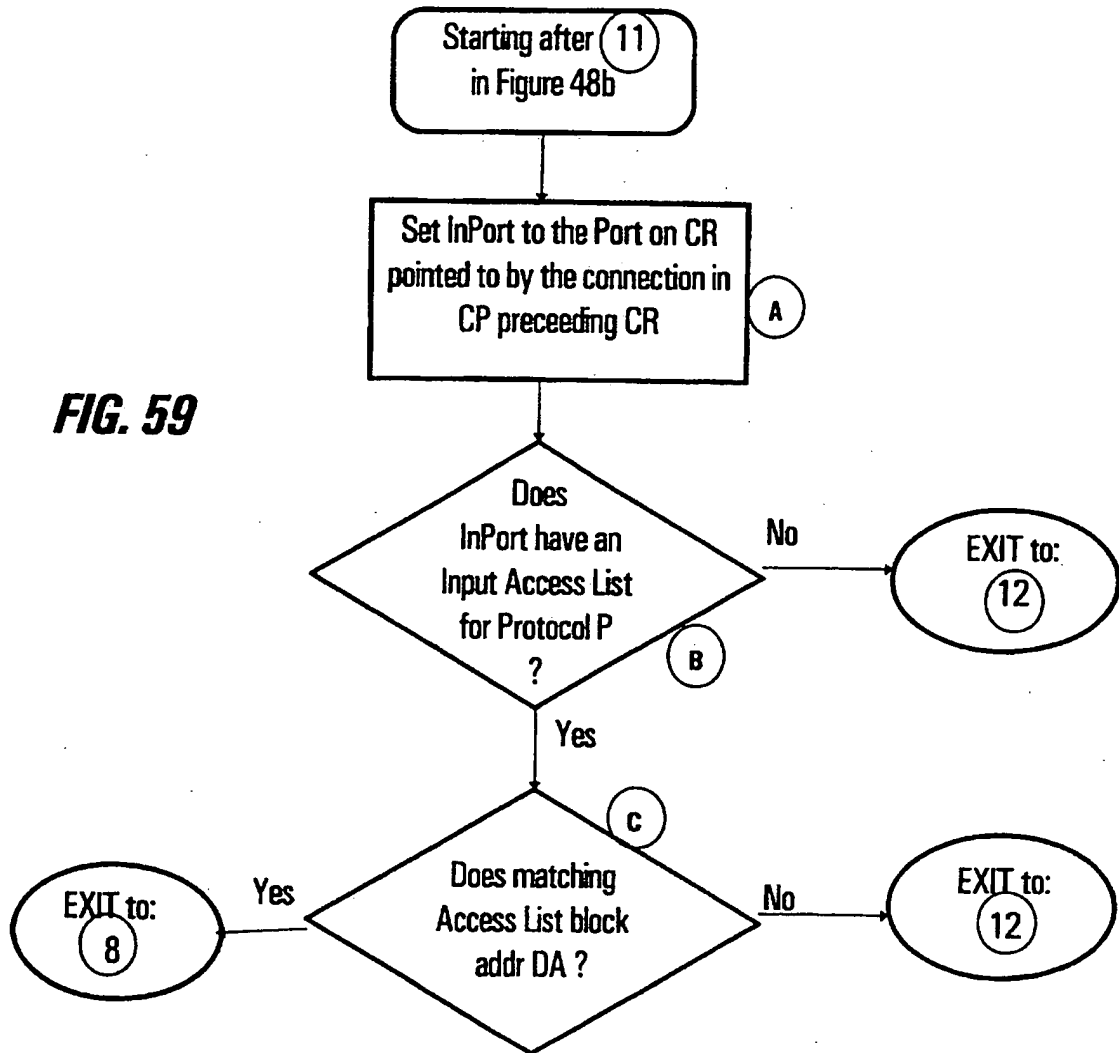 Starting after 11
in Figure 48b
Set InPort to the Port on CR
pointed to by the connection in
CP preceeding CR
A
FIG. 59
Does
InPort have an
Input Access List
for Protocol P
?
B
No
EXIT to:
12
Yes
C
Does matching
Access List block
addr DA ?
Yes
EXIT to:
8
No
EXIT to:
12